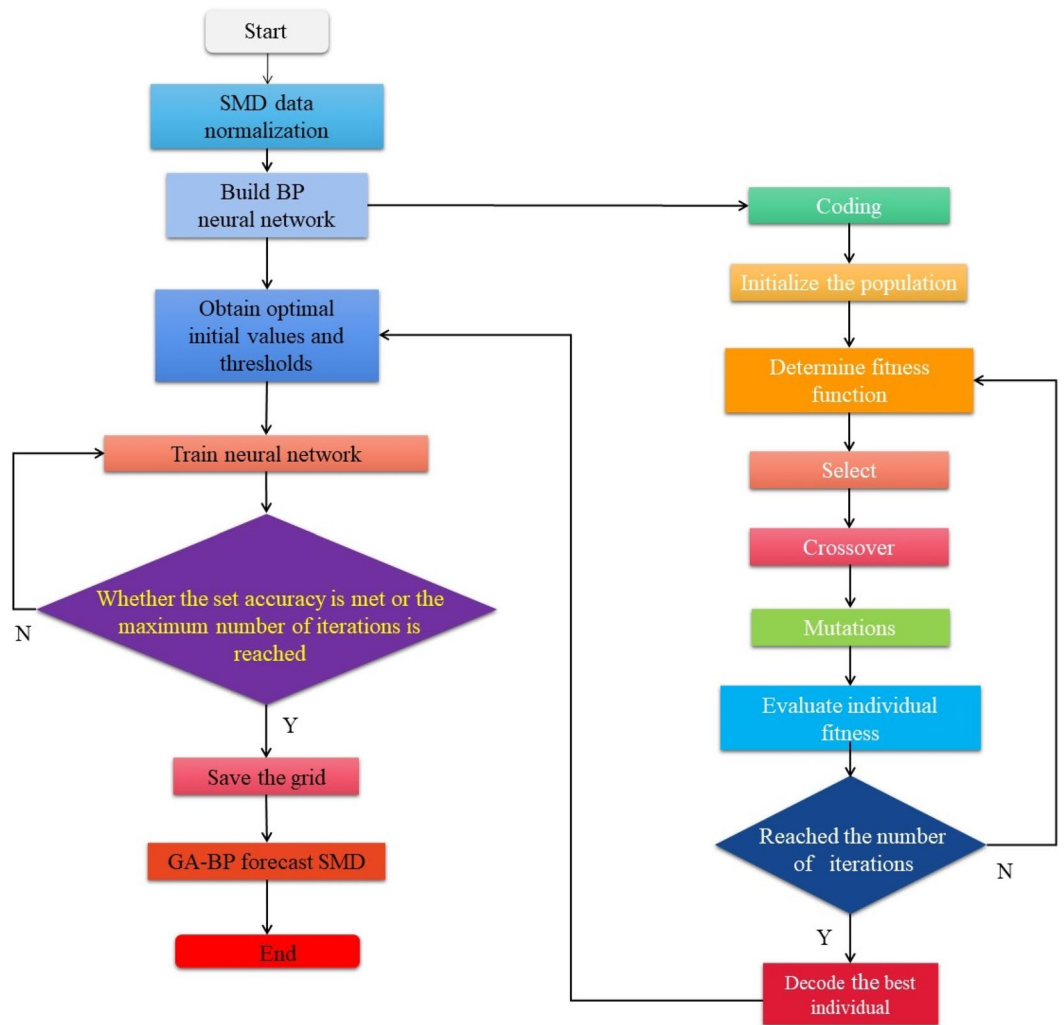 Start
SMD data
normalization
Build BP
neural network
Obtain optimal
initial values and
thresholds
Train neural network
Whether the set accuracy is met or the
maximum number of iterations is
reached
N
Y
Save the grid
GA-BP forecast SMD
End
Coding
Initialize the population
Determine fitness
function
Select
Crossover
Mutations
Evaluate individual
fitness
Reached the number
of iterations
N
Y
Decode the best
individual